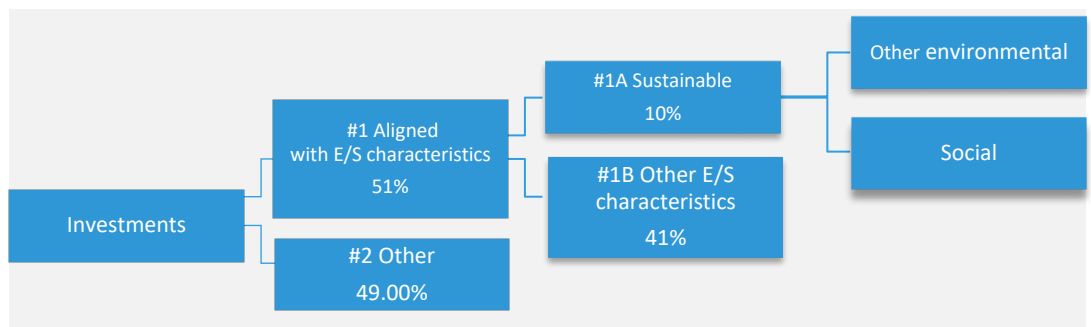 Investments
#1 Aligned
with E/S characteristics
51%
#2 Other
49.00%
#1A Sustainable
10%
#1B Other E/S
characteristics
41%
Other environmental
Social